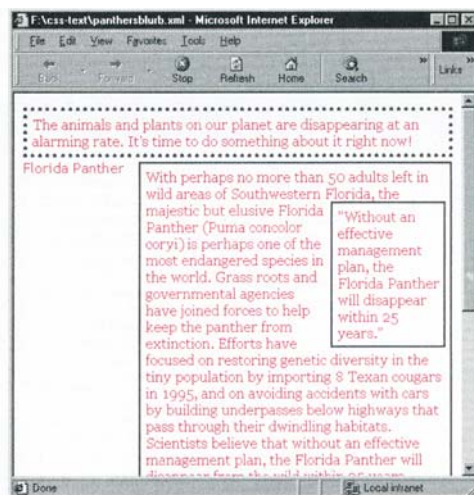 F:\css-text\panthersblurb.xml - Microsoft Internet Explorer
File Edit View Favorites Tools Help
Back Forward Stop Refresh Home Search » » Links
The animals and plants on our planet are disappearing at an
alarming rate. It's time to do something about it right now!
Florida Panther
With perhaps no more than 50 adults left in
wild areas of Southwestern Florida, the
majestic but elusive Florida
Panther (Puma concolor
coryi) is perhaps one of the
most endangered species in
the world. Grass roots and
governmental agencies
have joined forces to help
keep the panther from
extinction. Efforts have
"Without an
effective
management
plan, the
Florida Panther
will disappear
within 25
years."
focused on restoring genetic diversity in the
tiny population by importing 8 Texan cougars
in 1995, and on avoiding accidents with cars
by building underpasses below highways that
pass through their dwindling habitats.
Scientists believe that without an effective
management plan, the Florida Panther will
disappear from the wild within 25 years
Done Local intranet